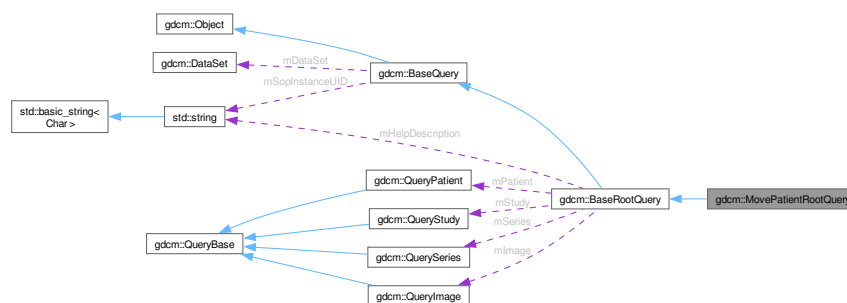 gdcm::Object
gdcm::DataSet
mDataSet
gdcm::BaseQuery
mSopInstanceUID
std::basic_string<
Char >
std::string
mHelpDescription
gdcm::QueryPatient
mPatient
gdcm::BaseRootQuery
gdcm::MovePatientRootQuery
mStudy
gdcm::QueryStudy
mSeries
gdcm::QueryBase
mImage
gdcm::QuerySeries
gdcm::QueryImage